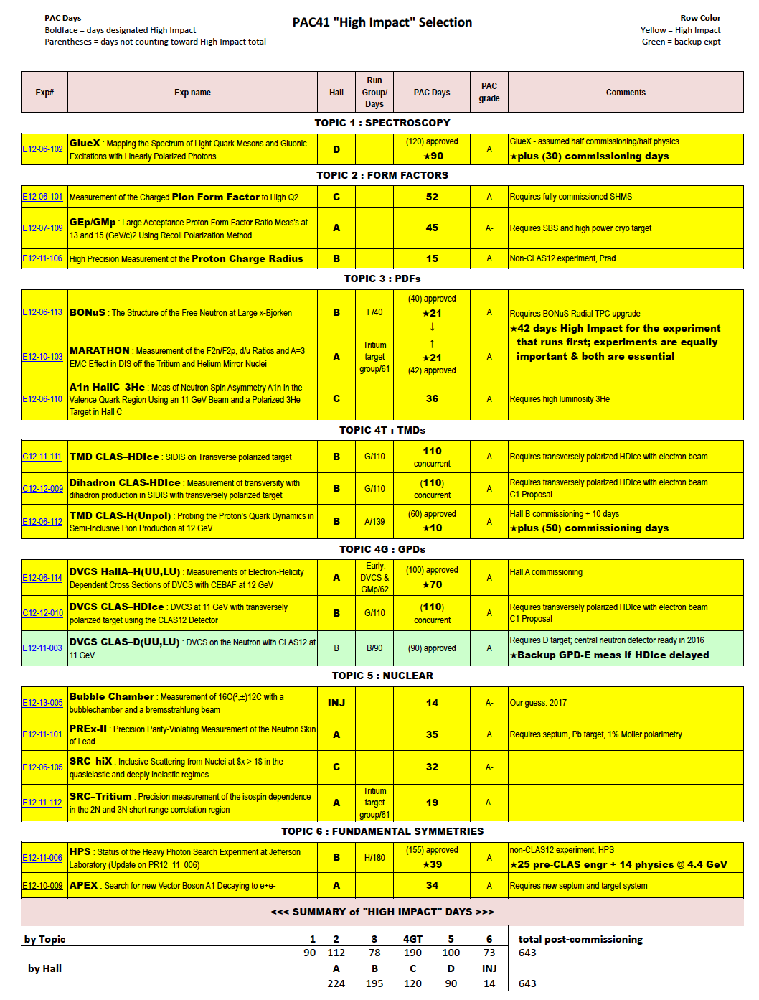 PAC Days
Boldface = days designated High Impact
Parentheses = days not counting toward High Impact total
PAC41 "High Impact" Selection
Row Color
Yellow = High Impact
Green = backup expt
Exp# Exp name Hall Run Group/ Days PAC Days PAC grade Comments
TOPIC 1 : SPECTROSCOPY
E12-06-102 GlueX : Mapping the Spectrum of Light Quark Mesons and Gluonic Excitations with Linearly Polarized Photons D (120) approved ★90 A GlueX - assumed half commissioning/half physics ★plus (30) commissioning days
TOPIC 2 : FORM FACTORS
E12-06-101 Measurement of the Charged Pion Form Factor to High Q2 C 52 A Requires fully commissioned SHMS
E12-07-109 GEp/GMp : Large Acceptance Proton Form Factor Ratio Meas's at 13 and 15 (GeV/c)2 Using Recoil Polarization Method A 45 A- Requires SBS and high power cryo target
E12-11-106 High Precision Measurement of the Proton Charge Radius B 15 A Non-CLAS12 experiment, Prad
TOPIC 3 : PDFs
E12-06-113 BONuS : The Structure of the Free Neutron at Large x-Bjorken B F/40 (40) approved ★21 ↓ A Requires BONuS Radial TPC upgrade ★42 days High Impact for the experiment
E12-10-103 MARATHON : Measurement of the F2n/F2p, d/u Ratios and A=3 EMC Effect in DIS off the Tritium and Helium Mirror Nuclei A Tritium target group/61 ↑ ★21 (42) approved A that runs first; experiments are equally important & both are essential
E12-06-110 A1n HallC–3He : Meas of Neutron Spin Asymmetry A1n in the Valence Quark Region Using an 11 GeV Beam and a Polarized 3He Target in Hall C C 36 A Requires high luminosity 3He
TOPIC 4T : TMDs
C12-11-111 TMD CLAS–HDIce : SIDIS on Transverse polarized target B G/110 110 concurrent A Requires transversely polarized HDIce with electron beam
C12-12-009 Dihadron CLAS-HDIce : Measurement of transversity with dihadron production in SIDIS with transversely polarized target B G/110 (110) concurrent A Requires transversely polarized HDIce with electron beam C1 Proposal
E12-06-112 TMD CLAS-H(Unpol) : Probing the Proton's Quark Dynamics in Semi-Inclusive Pion Production at 12 GeV B A/139 (60) approved ★10 A Hall B commissioning + 10 days ★plus (50) commissioning days
TOPIC 4G : GPDs
E12-06-114 DVCS HallA–H(UU,LU) : Measurements of Electron-Helicity Dependent Cross Sections of DVCS with CEBAF at 12 GeV A Early: DVCS & GMp/62 (100) approved ★70 A Hall A commissioning
C12-12-010 DVCS CLAS–HDIce : DVCS at 11 GeV with transversely polarized target using the CLAS12 Detector B G/110 (110) concurrent A Requires transversely polarized HDIce with electron beam C1 Proposal
E12-11-003 DVCS CLAS–D(UU,LU) : DVCS on the Neutron with CLAS12 at 11 GeV B B/90 (90) approved A Requires D target; central neutron detector ready in 2016 ★Backup GPD-E meas if HDIce delayed
TOPIC 5 : NUCLEAR
E12-13-005 Bubble Chamber : Measurement of 16O(³,±)12C with a bubblechamber and a bremsstrahlung beam INJ 14 A- Our guess: 2017
E12-11-101 PREx-II : Precision Parity-Violating Measurement of the Neutron Skin of Lead A 35 A Requires septum, Pb target, 1% Moller polarimetry
E12-06-105 SRC–hiX : Inclusive Scattering from Nuclei at $x > 1$ in the quasielastic and deeply inelastic regimes C 32 A-
E12-11-112 SRC–Tritium : Precision measurement of the isospin dependence in the 2N and 3N short range correlation region A Tritium target group/61 19 A-
TOPIC 6 : FUNDAMENTAL SYMMETRIES
E12-11-006 HPS : Status of the Heavy Photon Search Experiment at Jefferson Laboratory (Update on PR12_11_006) B H/180 (155) approved ★39 A non-CLAS12 experiment, HPS ★25 pre-CLAS engr + 14 physics @ 4.4 GeV
E12-10-009 APEX : Search for new Vector Boson A1 Decaying to e+e- A 34 A Requires new septum and target system
<<< SUMMARY of "HIGH IMPACT" DAYS >>>
by Topic 1 2 3 4GT 5 6 total post-commissioning
90 112 78 190 100 73 643
by Hall A B C D INJ
224 195 120 90 14 643